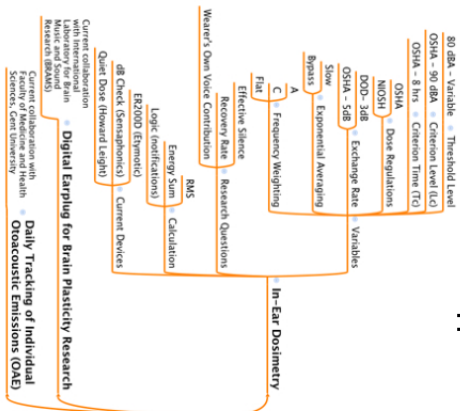 80 dBA – Variable
Threshold Level
OSHA – 90 dBA
Criterion Level (Lc)
OSHA – 8 hrs
Criterion Time (Tc)
OSHA
NIOSH
Dose Regulations
DOD– 3dB
OSHA – 5dB
Exchange Rate
Slow
Bypass
Exponential Averaging
A
C
Flat
Frequency Weighting
Variables
Effective Silence
Recovery Rate
Wearer's Own Voice Contribution
Research Questions
RMS
Energy Sum
Logic (notifications)
Calculation
ER200D (Etymotic)
dB Check (Sensaphonics)
Quiet Dose (Howard Leight)
Current Devices
In-Ear Dosimetry
Current collaboration
with International
Laboratory for Brain
Music and Sound
Research (BRAMS)
Digital Earplug for Brain Plasticity Research
Current collaboration with
Faculty of Medicine and Health
Sciences, Gent University
Daily Tracking of Individual
Otoacoustic Emissions (OAE)